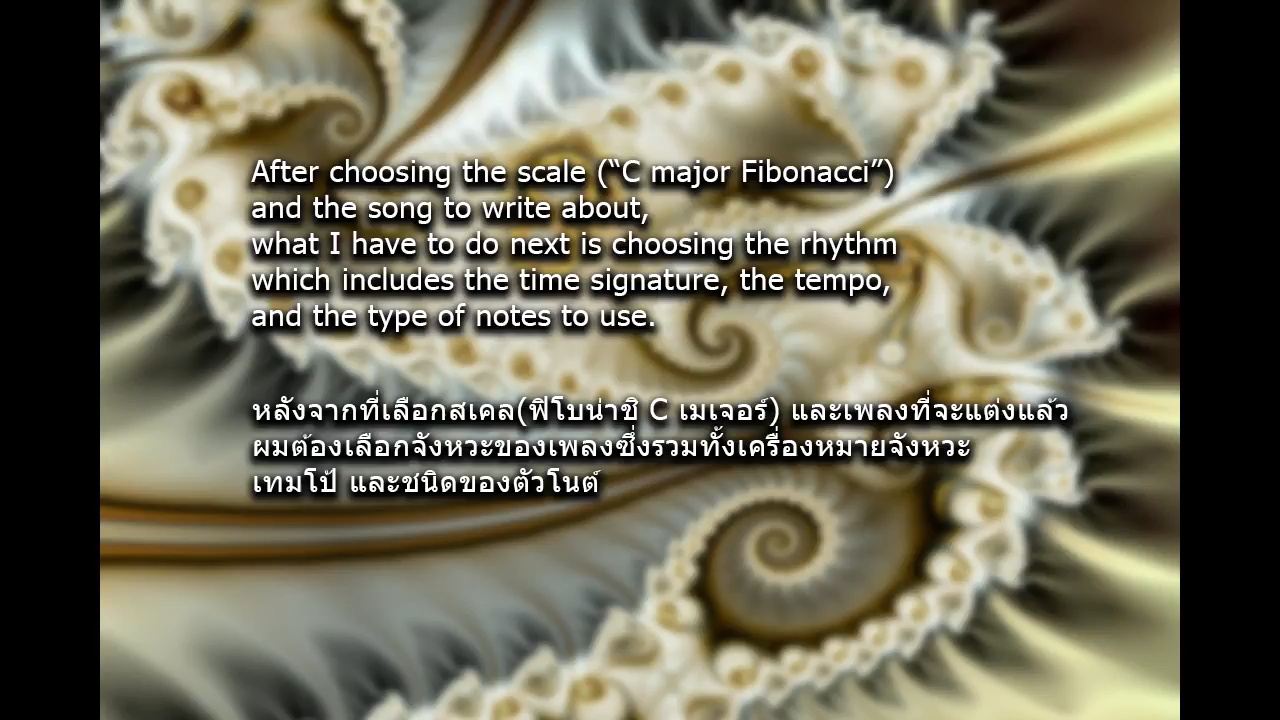 After choosing the scale (“C major Fibonacci”)
and the song to write about,
what I have to do next is choosing the rhythm
which includes the time signature, the tempo,
and the type of notes to use.
หลังจากที่เลือกสเคล(ฟิโบน่าชิ C เมเจอร์) และเพลงที่จะแต่งแล้ว
ผมต้องเลือกจังหวะของเพลงซึ่งรวมทั้งเครื่องหมายจังหวะ
เทมโป้ และชนิดของตัวโนต์